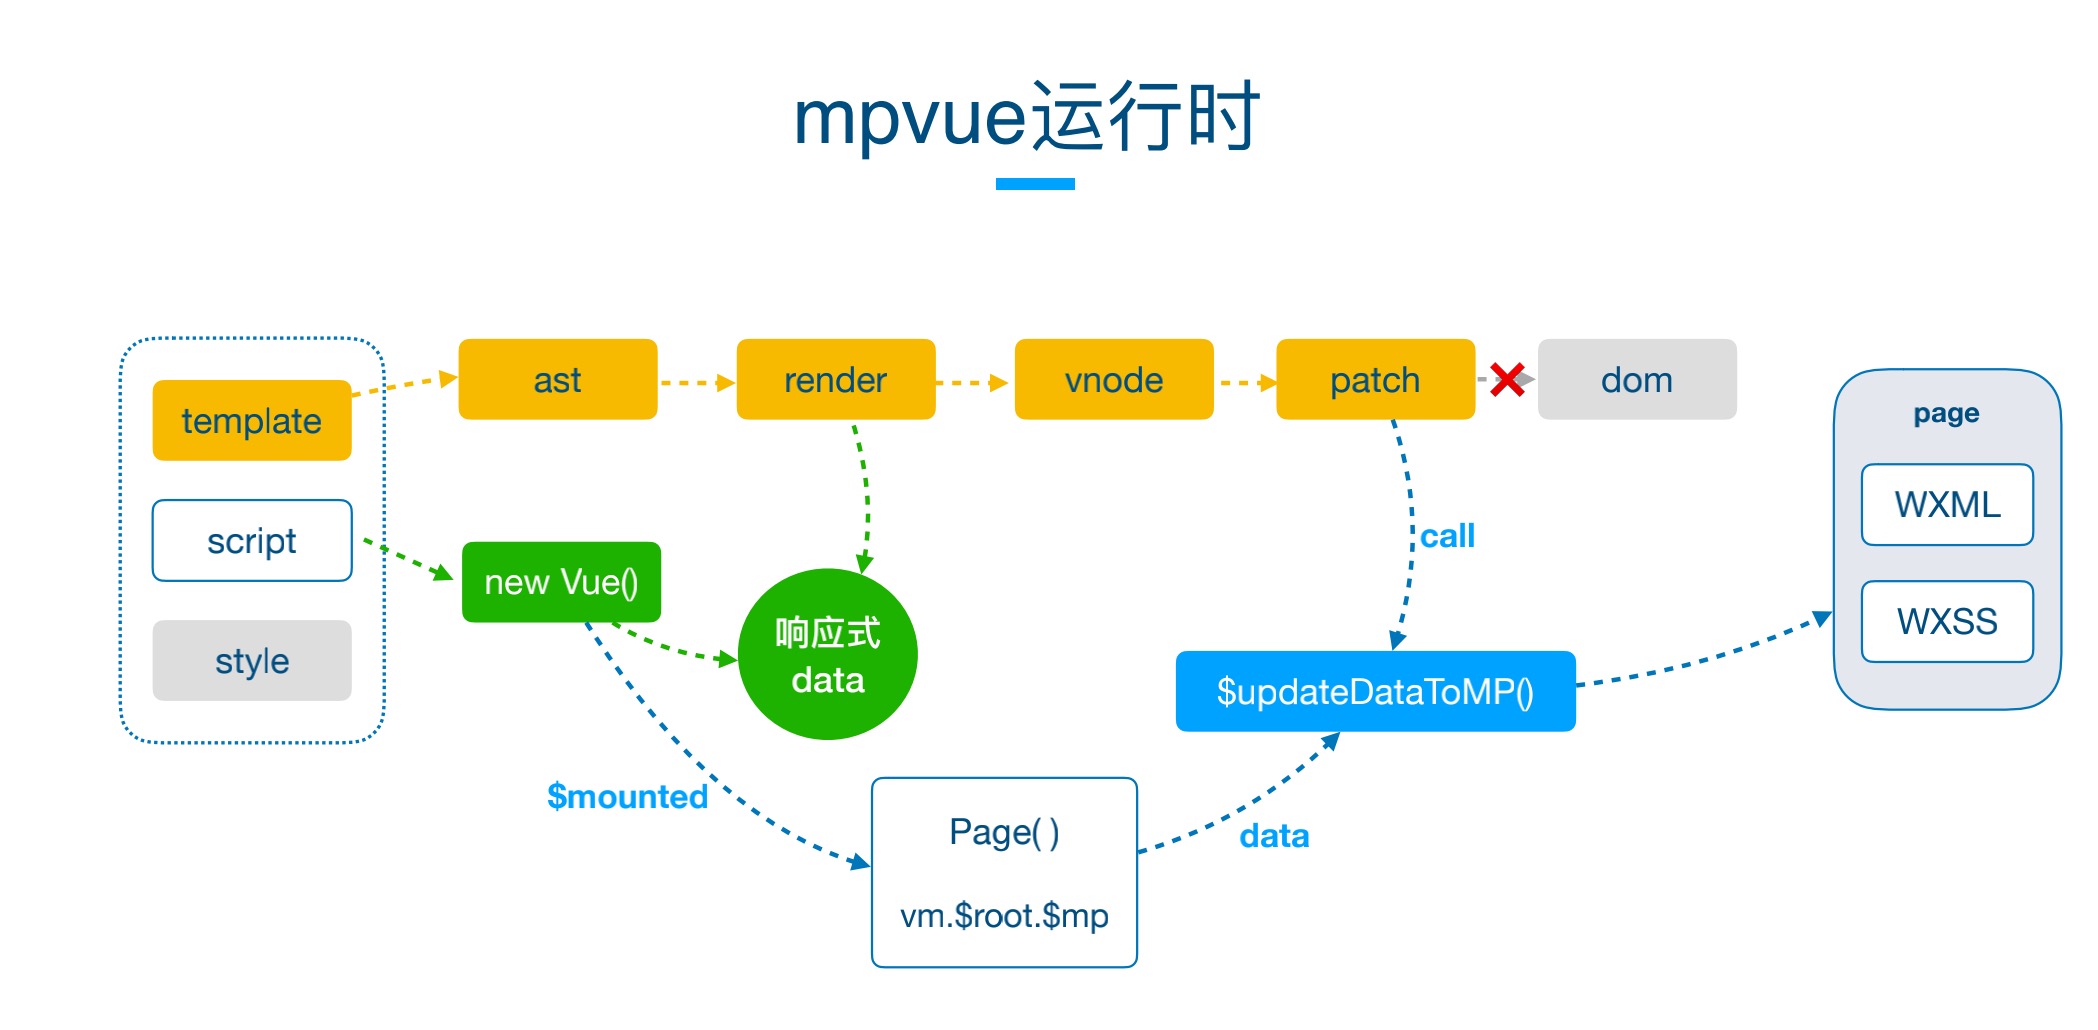 mpvue运行时
template
script
style
ast
render
vnode
patch
dom
new Vue()
响应式
data
call
$updateDataToMP()
$mounted
Page( )
vm.$root.$mp
data
page
WXML
WXSS